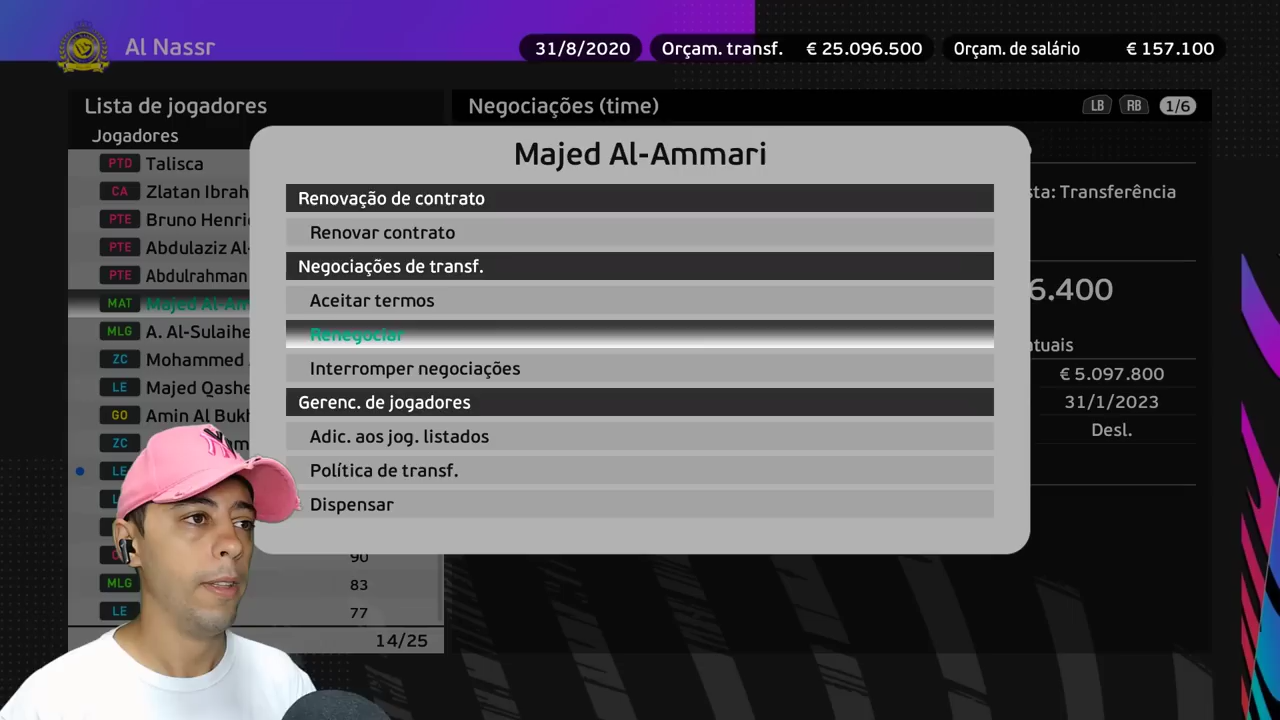 Al Nassr
31/8/2020
Orçam. transf. € 25.096.500
Orçam. de salário € 157.100
Lista de jogadores
Negociações (time)
LB RB 1/6
Jogadores
PTD Talisca
CA Zlatan Ibrah
PTE Bruno Henri
PTE Abdulaziz Al-
PTE Abdulrahman
MAT Majed Al-Am
MLG A. Al-Sulaihe
ZC Mohammed
LE Majed Qashe
GO Amin Al Bukh
ZC
LE
MLG 83
LE 77
90
14/25
Majed Al-Ammari
Renovação de contrato
Renovar contrato
Negociações de transf.
Aceitar termos
Renegociar
Interromper negociações
Gerenc. de jogadores
Adic. aos jog. listados
Política de transf.
Dispensar
sta: Transferência
6.400
tuais
€ 5.097.800
31/1/2023
Desl.